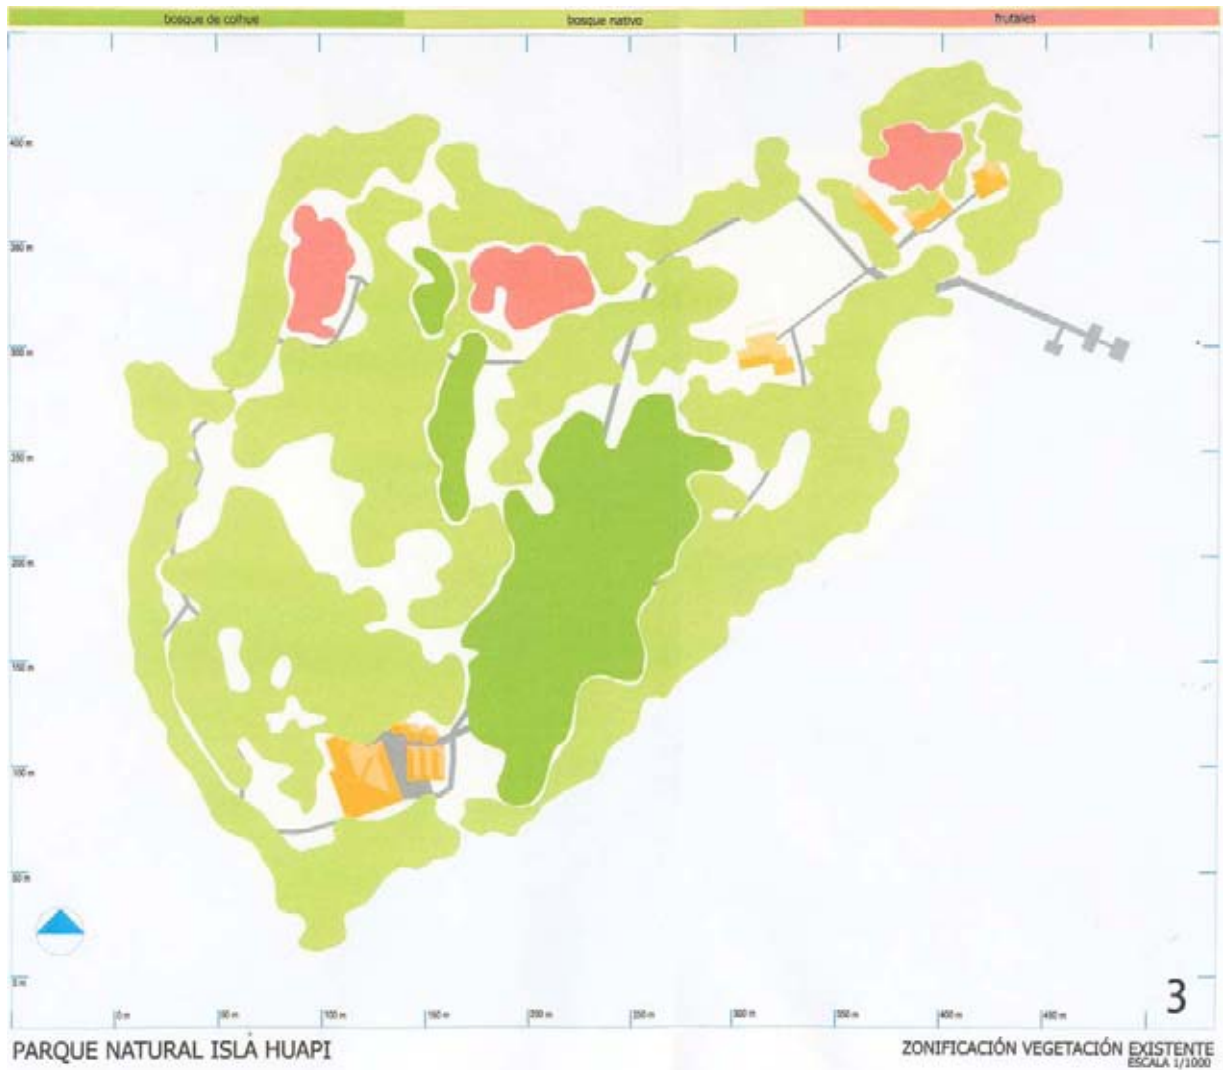 bosque de colhue bosque nativo frutales
400 m
350 m
300 m
250 m
200 m
150 m
100 m
50 m
0 m
3
0 m 50 m 100 m 150 m 200 m 250 m 300 m 350 m 400 m 450 m
PARQUE NATURAL ISLA HUAPI
ZONIFICACIÓN VEGETACIÓN EXISTENTE
ESCALA 1/1000